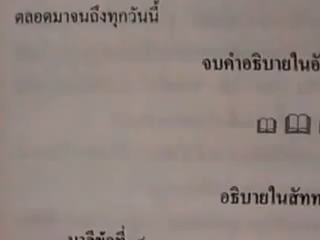 ตลอดมาจนถึงทุกวันนี้
จบคำอธิบายใน
อธิบายในสัทท